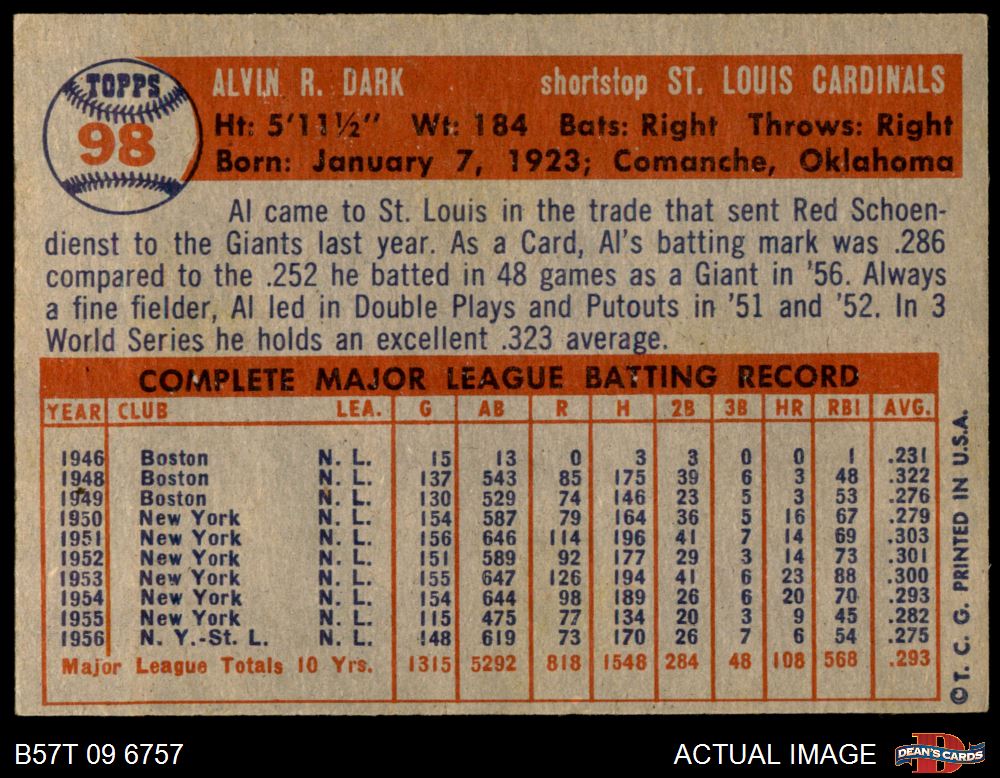 TOPPS
98
ALVIN R. DARK shortstop ST. LOUIS CARDINALS
Ht: 5'11½" Wt: 184 Bats: Right Throws: Right
Born: January 7, 1923; Comanche, Oklahoma
Al came to St. Louis in the trade that sent Red Schoen-
dienst to the Giants last year. As a Card, Al's batting mark was .286
compared to the .252 he batted in 48 games as a Giant in '56. Always
a fine fielder, Al led in Double Plays and Putouts in '51 and '52. In 3
World Series he holds an excellent .323 average.
COMPLETE MAJOR LEAGUE BATTING RECORD
YEAR CLUB LEA. G AB R H 2B 3B HR RBI AVG.
1946 Boston N. L. 15 13 0 3 3 0 0 1 .231
1948 Boston N. L. 137 543 85 175 39 6 3 48 .322
1949 Boston N. L. 130 529 74 146 23 5 3 53 .276
1950 New York N. L. 154 587 79 164 36 5 16 67 .279
1951 New York N. L. 156 646 114 196 41 7 14 69 .303
1952 New York N. L. 151 589 92 177 29 3 14 73 .301
1953 New York N. L. 155 647 126 194 41 6 23 88 .300
1954 New York N. L. 154 644 98 189 26 6 20 70 .293
1955 New York N. L. 115 475 77 134 20 3 9 45 .282
1956 N. Y.-St. L. N. L. 148 619 73 170 26 7 6 54 .275
Major League Totals 10 Yrs. 1315 5292 818 1548 284 48 108 568 .293
©T. C. G. PRINTED IN U.S.A.
B57T 09 6757 ACTUAL IMAGE
DEAN'S CARDS